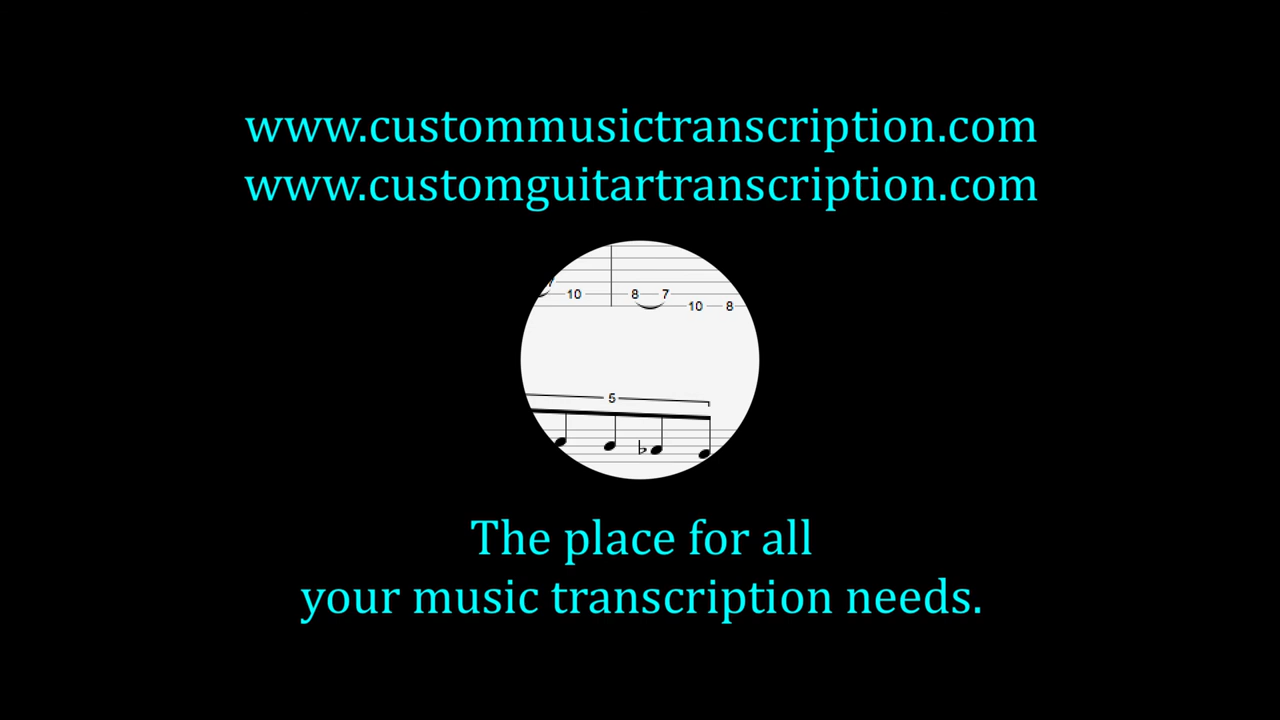 www.custommusictranscription.com
www.customguitartranscription.com
7
10 8 7
10 8
5
The place for all
your music transcription needs.